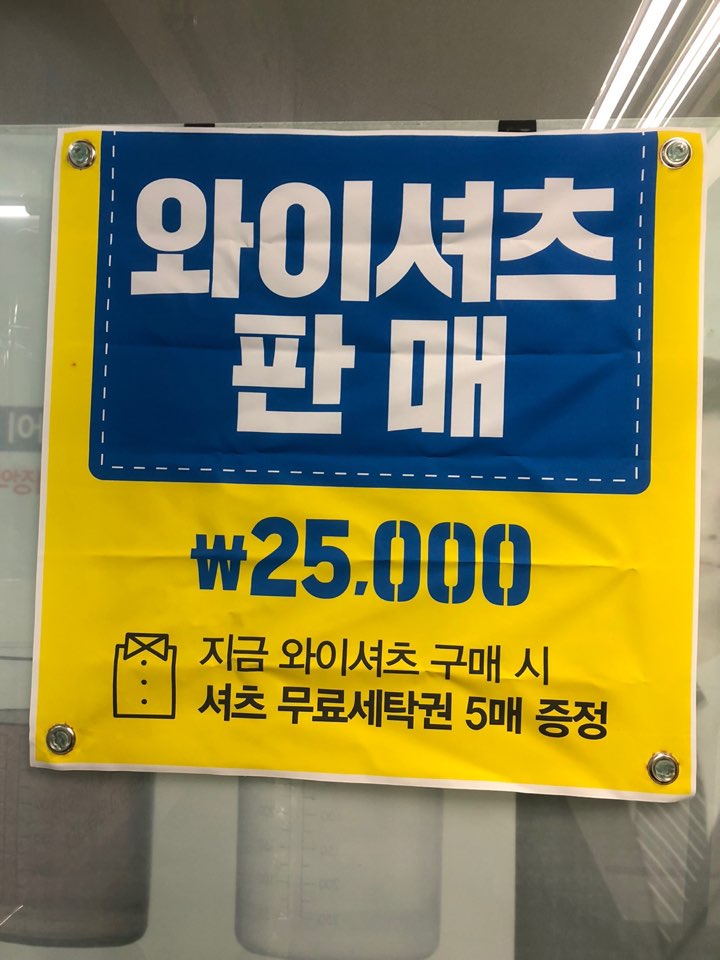 와이셔츠
판매
₩25,000
지금 와이셔츠 구매 시
셔츠 무료세탁권 5매 증정